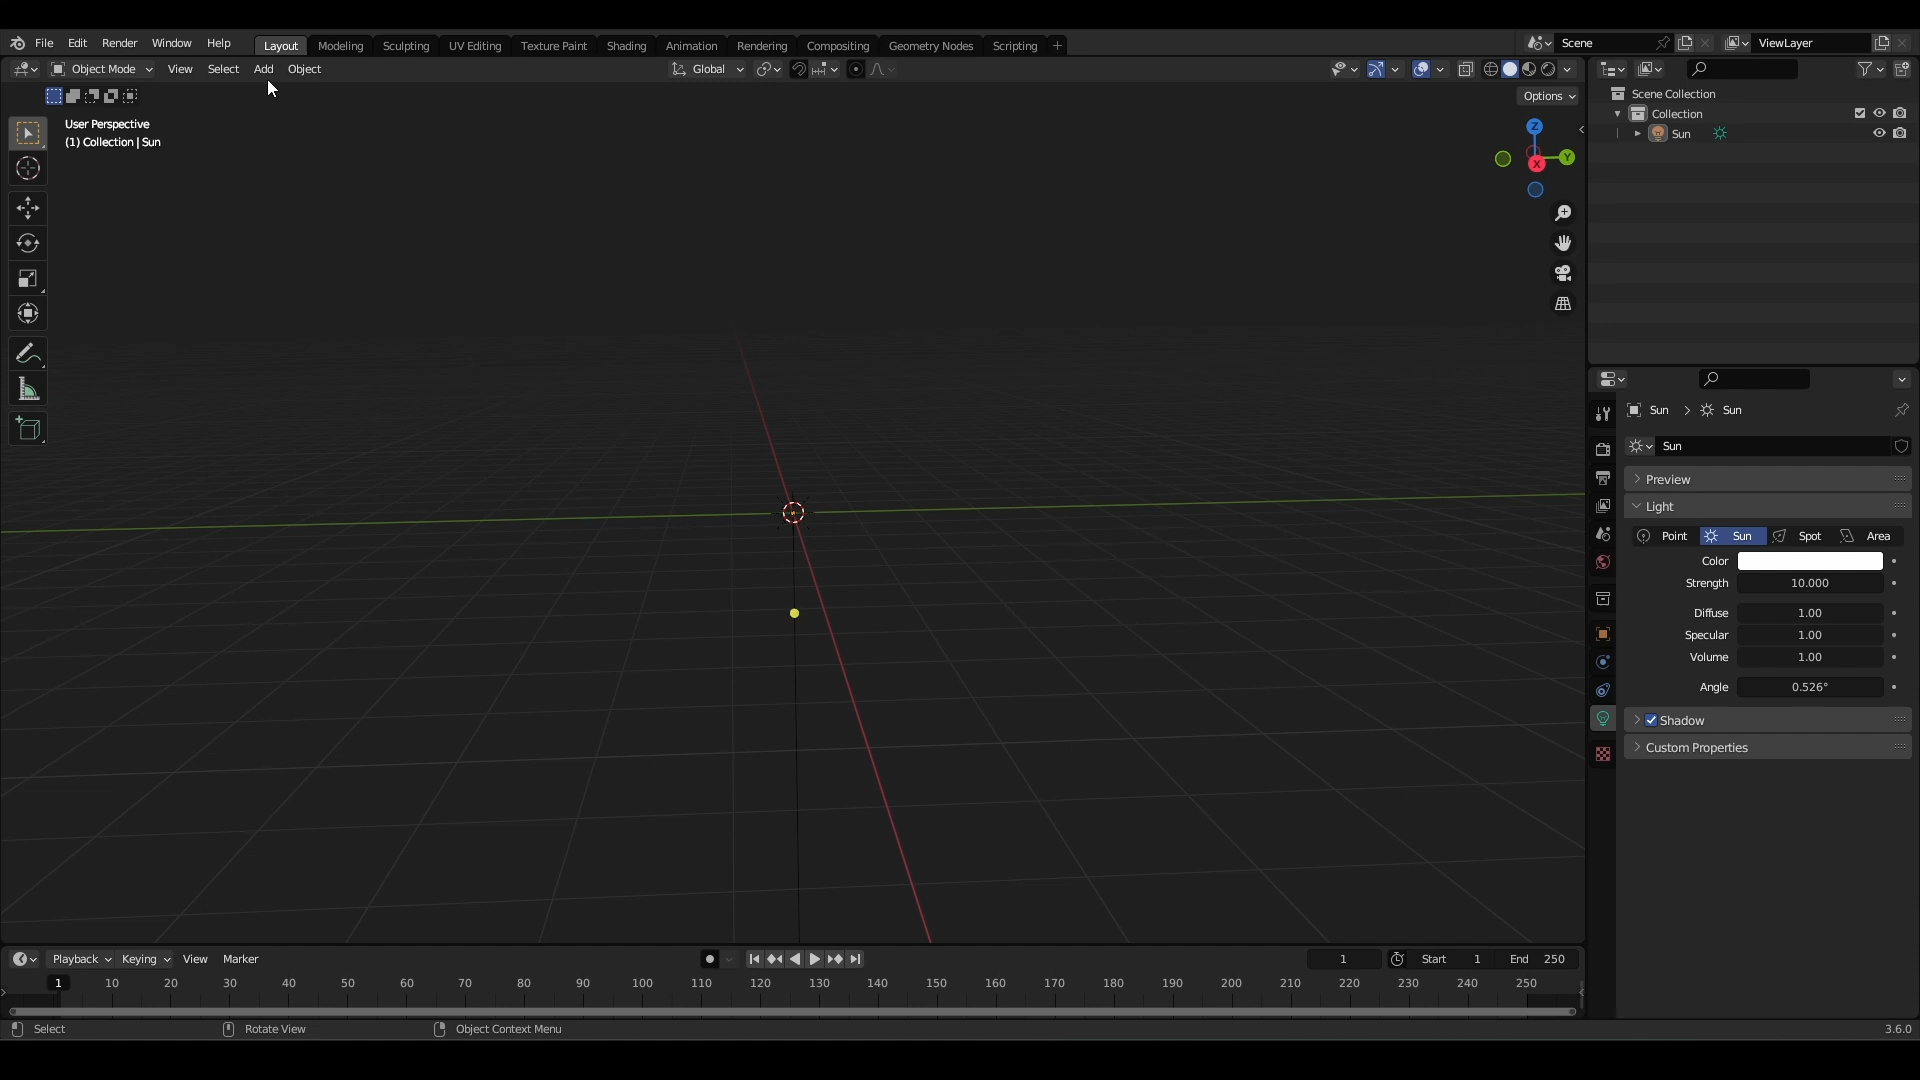 File Edit Render Window Help Layout Modeling Sculpting UV Editing Texture Paint Shading Animation Rendering Compositing Geometry Nodes Scripting + Scene ViewLayer
Object Mode View Select Add Object Global
Options
User Perspective
(1) Collection | Sun
Z
Y
X
Scene Collection
Collection
Sun
Sun > Sun
Sun
Preview
Light
Point Sun Spot Area
Color
Strength 10.000
Diffuse 1.00
Specular 1.00
Volume 1.00
Angle 0.526°
Shadow
Custom Properties
Playback Keying View Marker 1 Start 1 End 250
1 10 20 30 40 50 60 70 80 90 100 110 120 130 140 150 160 170 180 190 200 210 220 230 240 250
Select Rotate View Object Context Menu 3.6.0